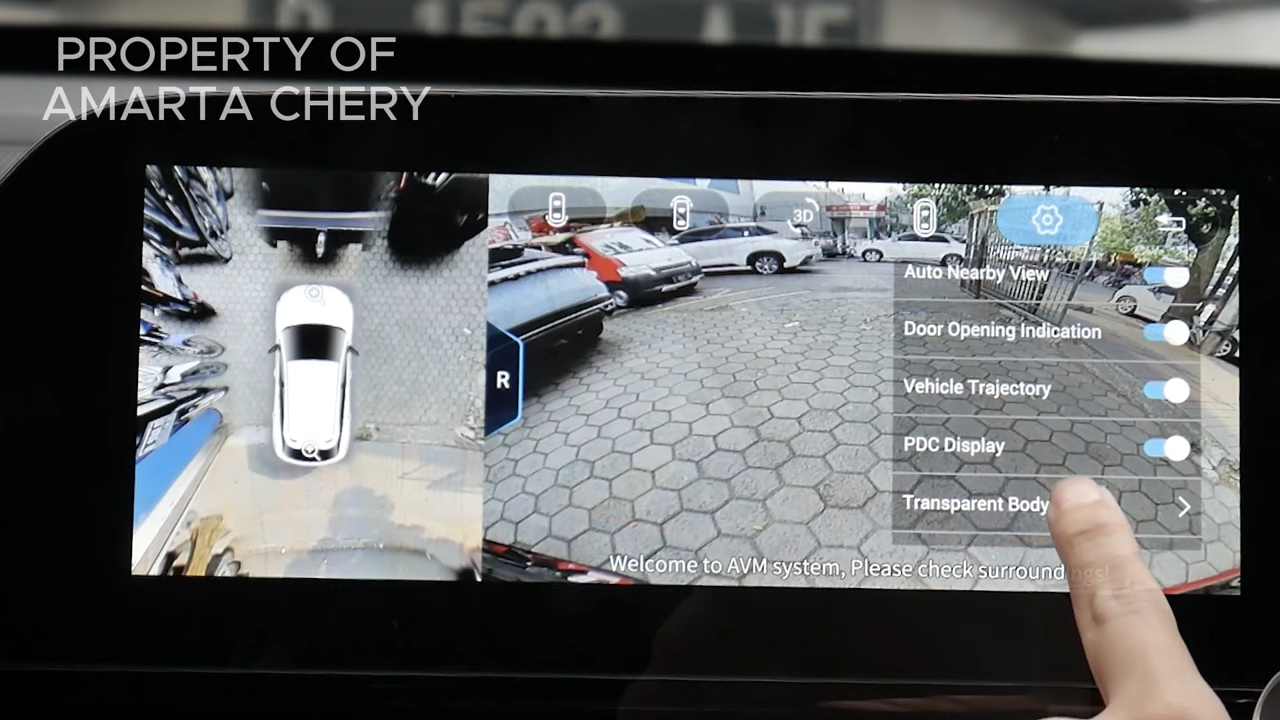 PROPERTY OF
AMARTA CHERY
3D
Auto Nearby View
Door Opening Indication
Vehicle Trajectory
R
PDC Display
Transparent Body
Welcome to AVM system, Please check surroundings!